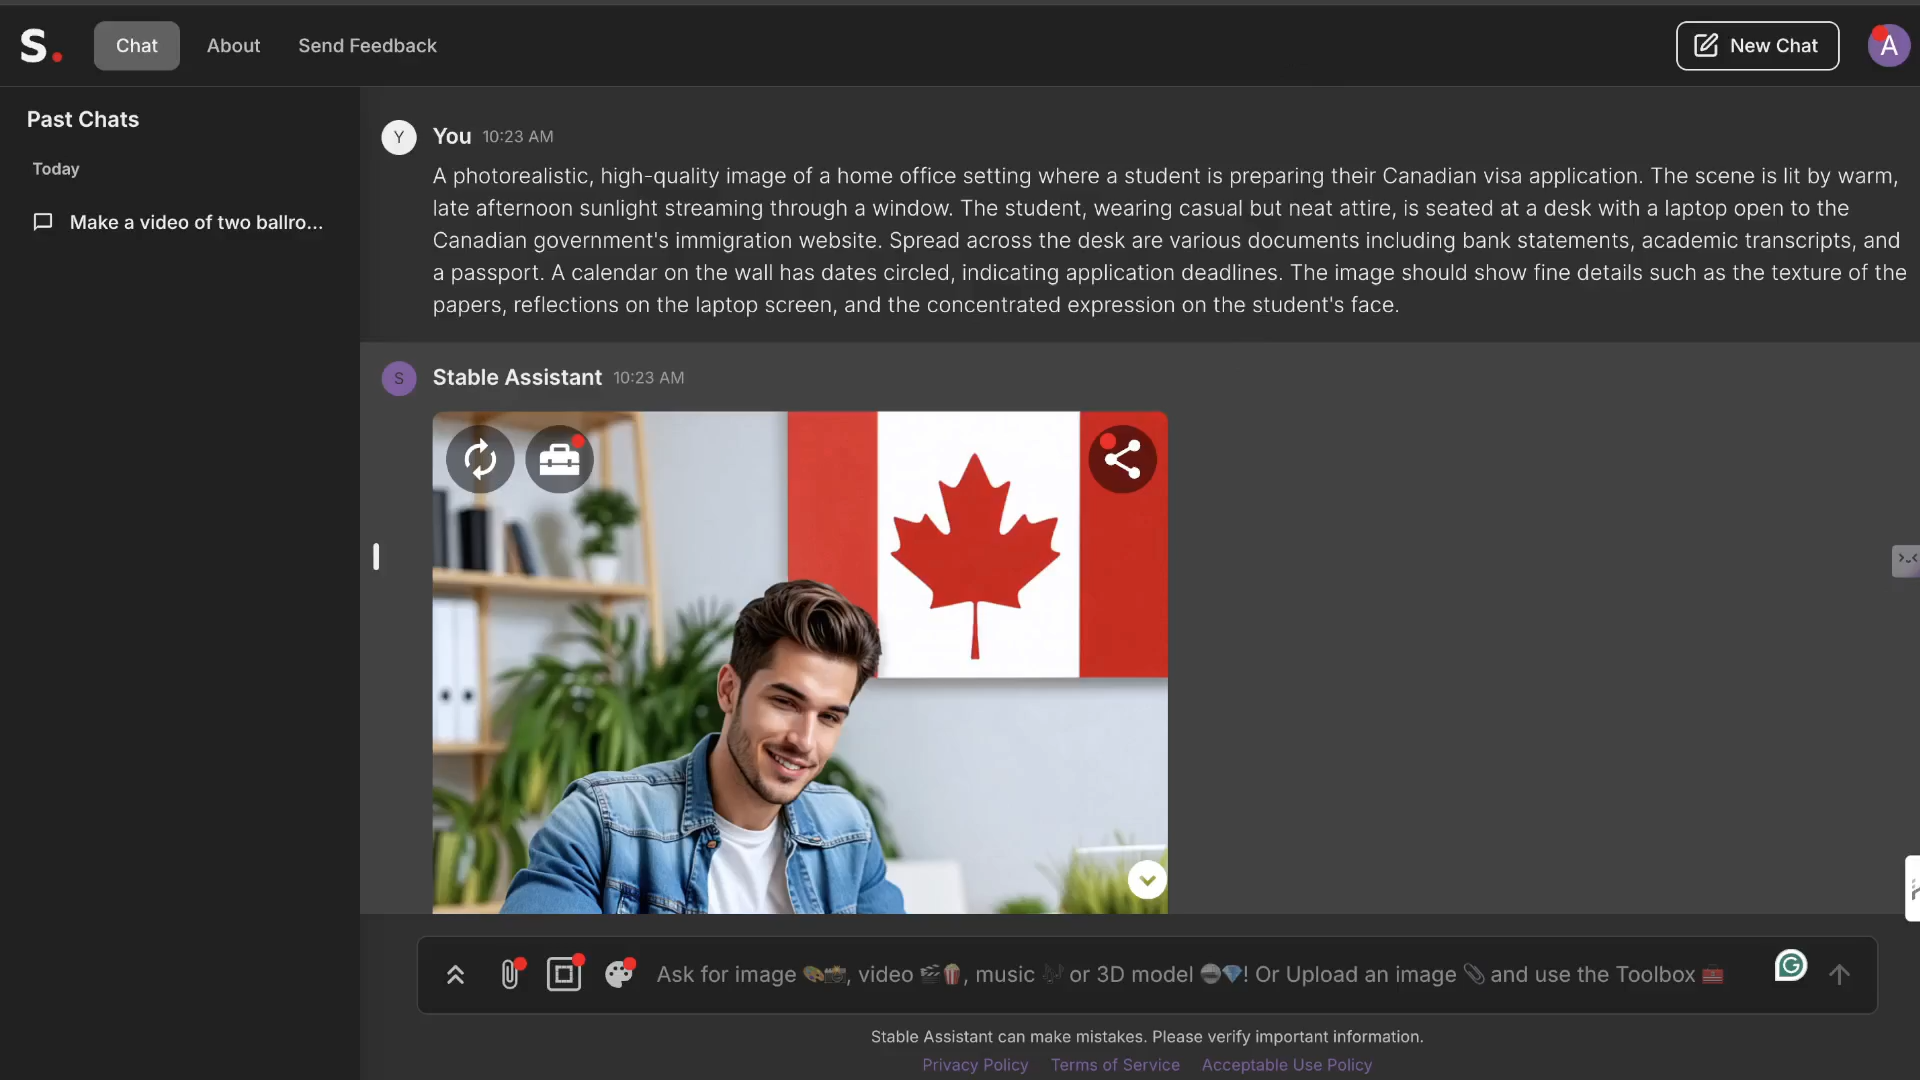 S.
Chat
About
Send Feedback
New Chat
A
Past Chats
Today
Make a video of two ballro...
Y
You 10:23 AM
A photorealistic, high-quality image of a home office setting where a student is preparing their Canadian visa application. The scene is lit by warm,
late afternoon sunlight streaming through a window. The student, wearing casual but neat attire, is seated at a desk with a laptop open to the
Canadian government's immigration website. Spread across the desk are various documents including bank statements, academic transcripts, and
a passport. A calendar on the wall has dates circled, indicating application deadlines. The image should show fine details such as the texture of the
papers, reflections on the laptop screen, and the concentrated expression on the student's face.
S
Stable Assistant 10:23 AM
Ask for image 🎨📸, video 🎬🍿, music 🎶 or 3D model 🌐💎! Or Upload an image 📎 and use the Toolbox 🧰
G
Stable Assistant can make mistakes. Please verify important information.
Privacy Policy Terms of Service Acceptable Use Policy